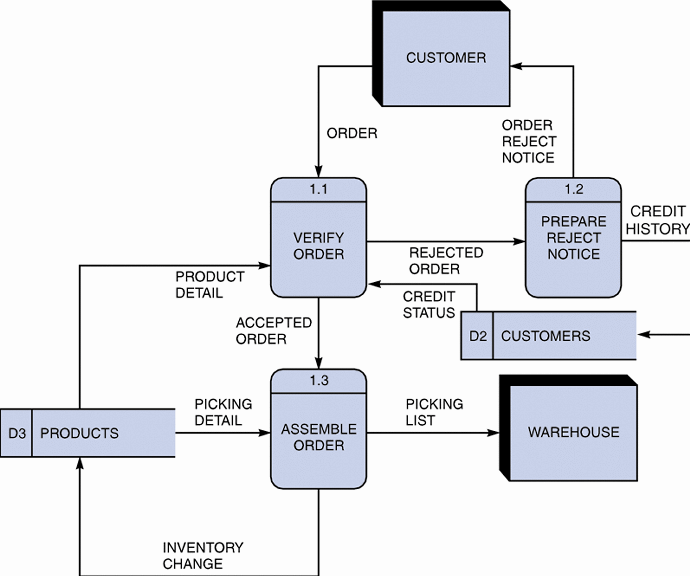 CUSTOMER
ORDER
ORDER
REJECT
NOTICE
1.1
VERIFY
ORDER
1.2
PREPARE
REJECT
NOTICE
CREDIT
HISTORY
REJECTED
ORDER
PRODUCT
DETAIL
CREDIT
STATUS
ACCEPTED
ORDER
D2 CUSTOMERS
1.3
ASSEMBLE
ORDER
PICKING
DETAIL
PICKING
LIST
D3 PRODUCTS
WAREHOUSE
INVENTORY
CHANGE